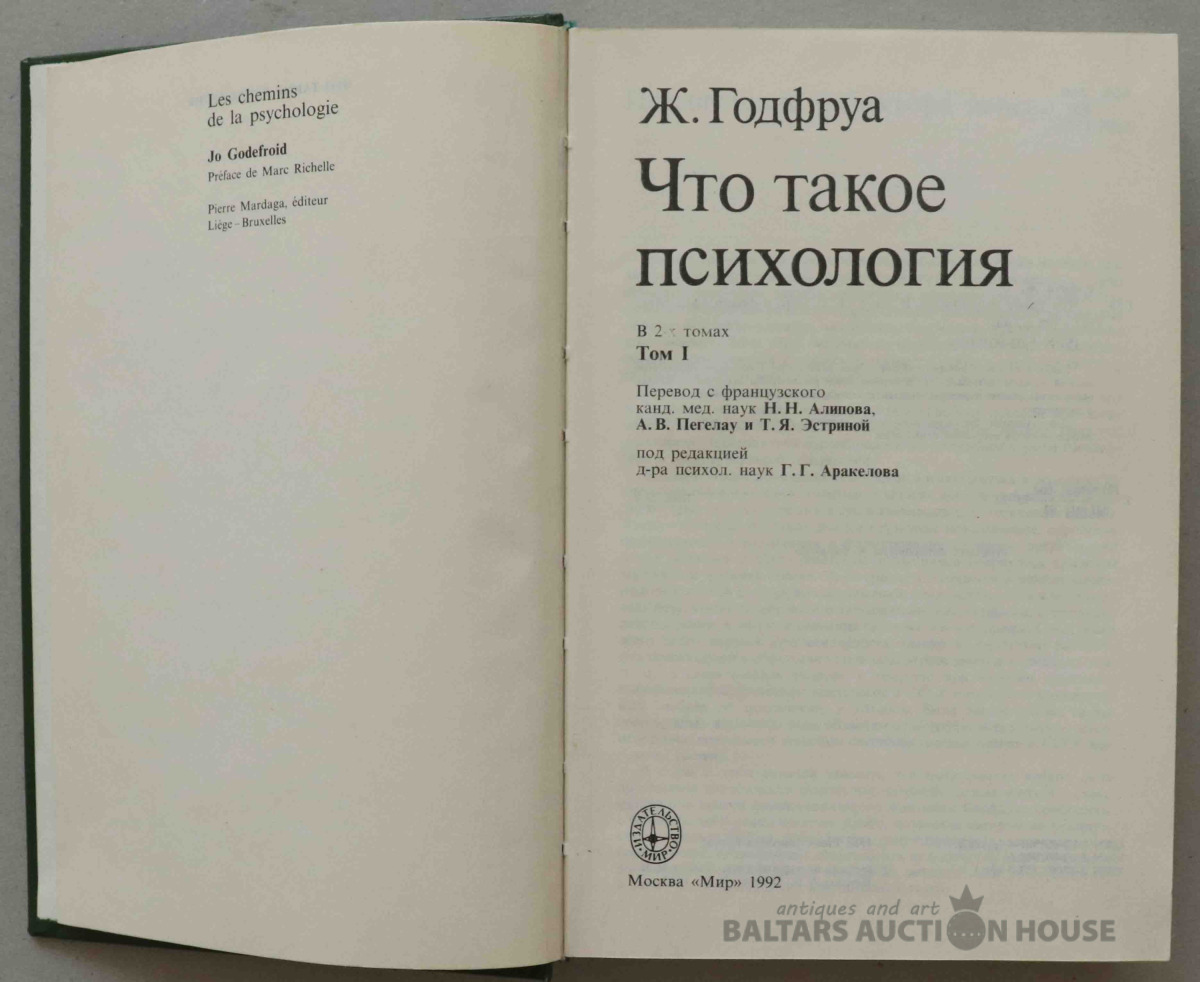 Les chemins
de la psychologie
Jo Godefroid
Préface de Marc Richelle
Pierre Mardaga, éditeur
Liège–Bruxelles
Ж. Годфруа
Что такое
психология
В 2-х томах
Том I
Перевод с французского
канд. мед. наук Н. Н. Алипова,
А. В. Пегелау и Т. Я. Эстриной
под редакцией
д-ра психол. наук Г. Г. Аракелова
ИЗДАТЕЛЬСТВО
• МИР •
Москва «Мир» 1992
antiques and art
BALTARS AUCTION HOUSE